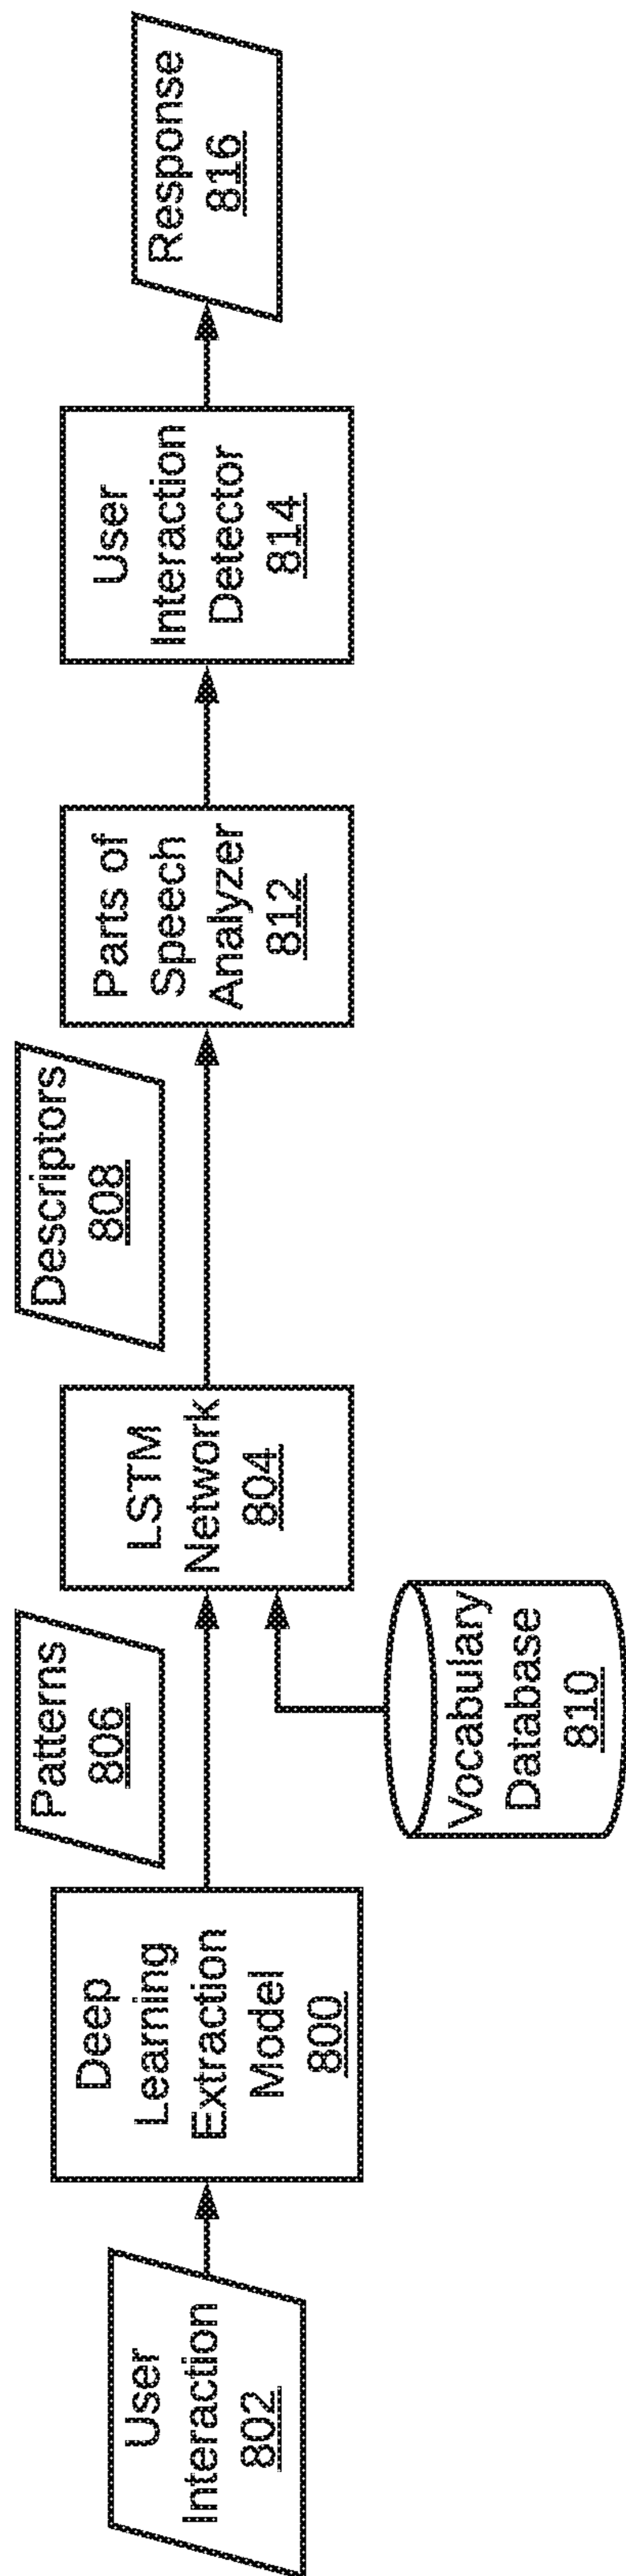 User
Interaction
802
Deep
Learning
Extraction
Model
800
Patterns
806
Vocabulary
Database
810
LSTM
Network
804
Descriptors
808
Parts of
Speech
Analyzer
812
User
Interaction
Detector
814
Response
816